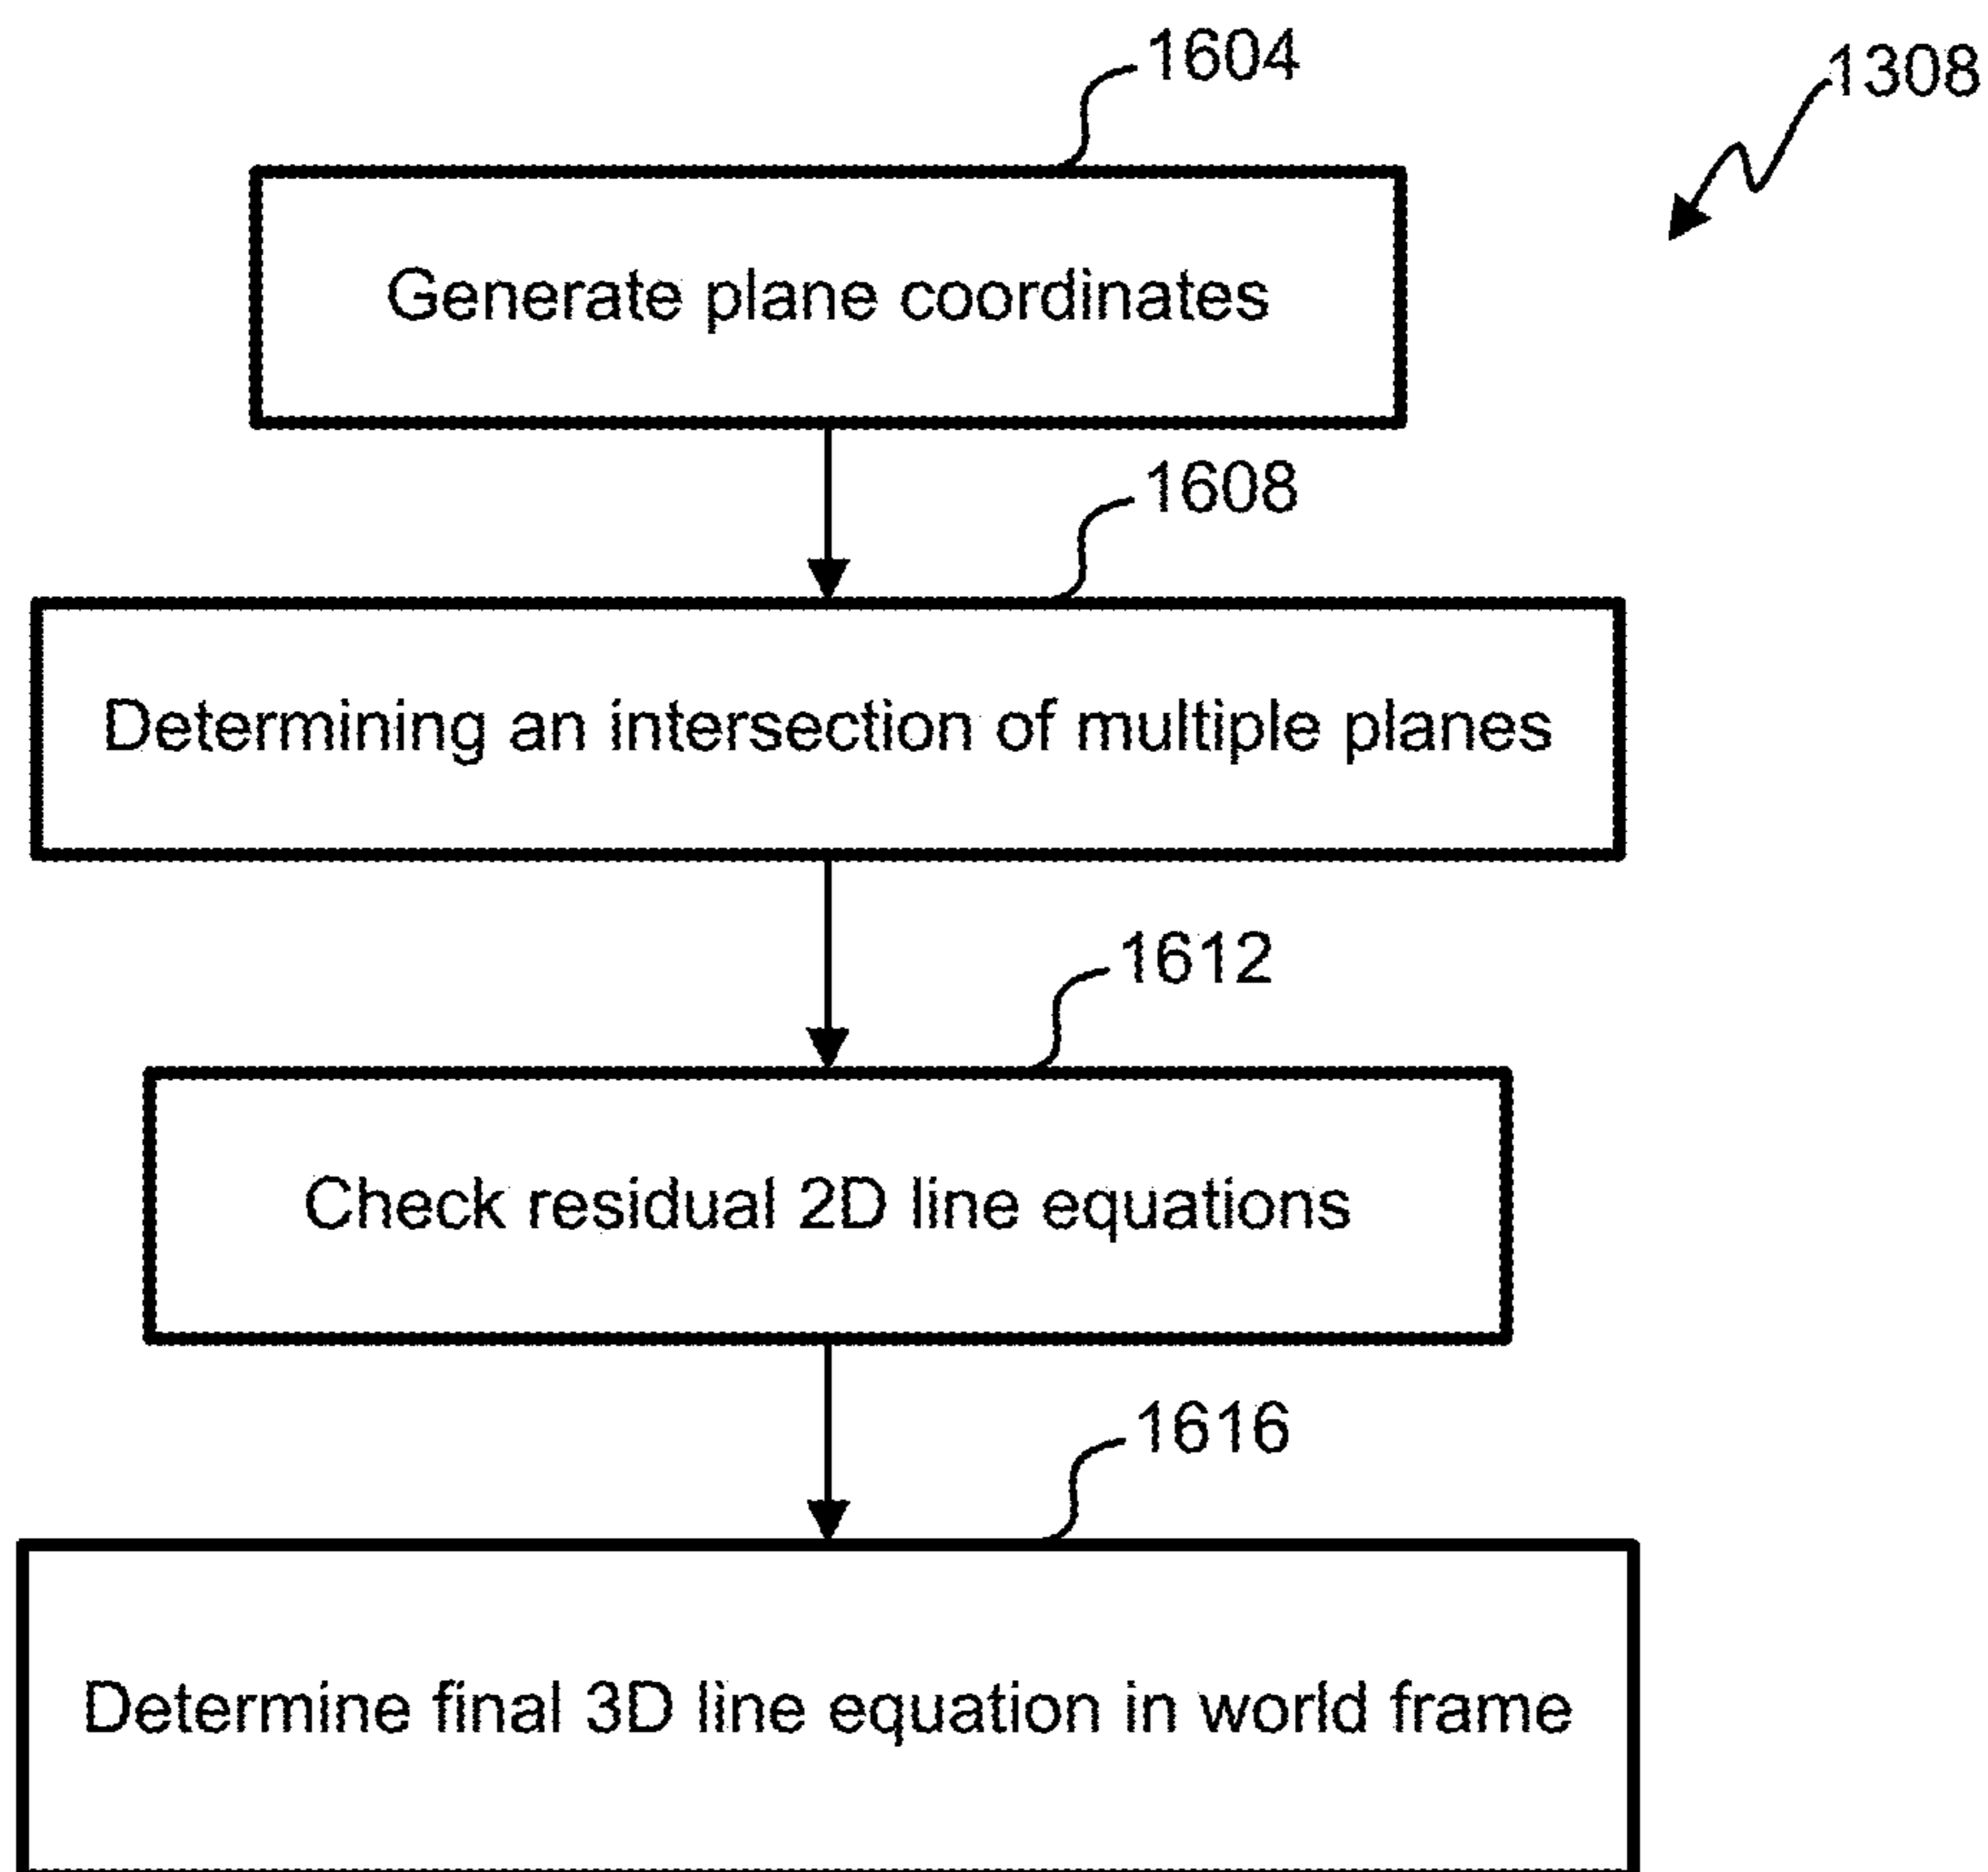 1604
1308
Generate plane coordinates
1608
Determining an intersection of multiple planes
1612
Check residual 2D line equations
1616
Determine final 3D line equation in world frame